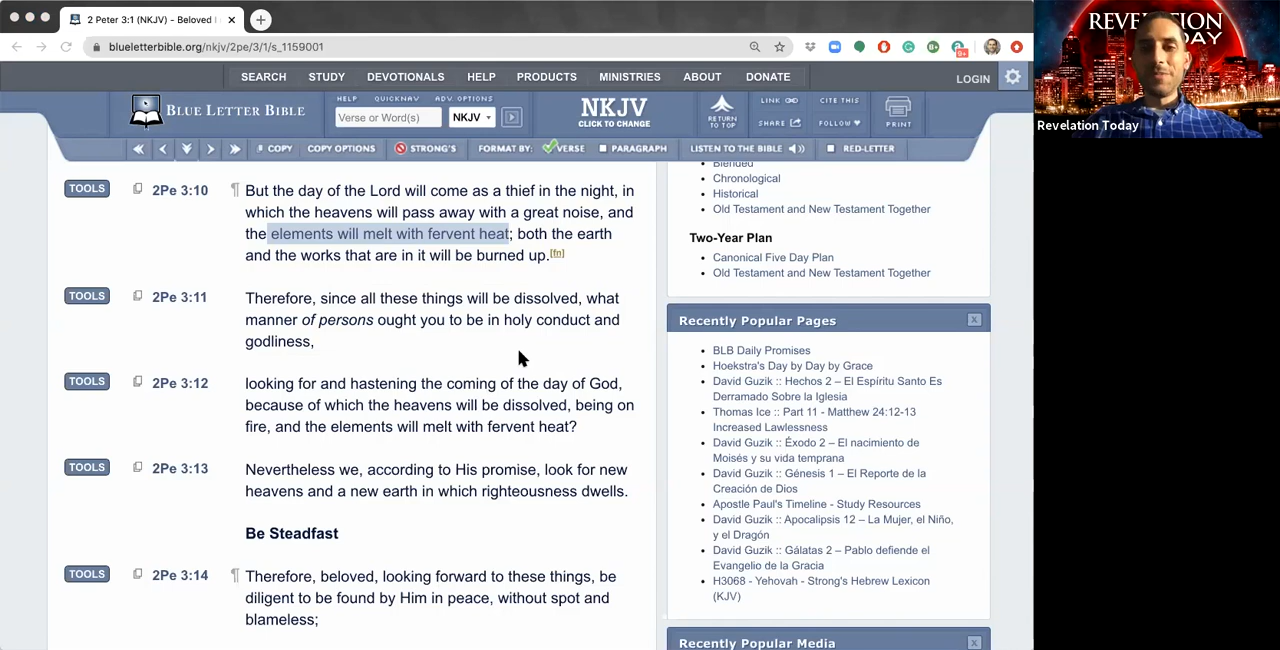 2 Peter 3:1 (NKJV) - Beloved I
blueletterbible.org/nkjv/2pe/3/1/s_1159001
SEARCH STUDY DEVOTIONALS HELP PRODUCTS MINISTRIES ABOUT DONATE LOGIN
BLUE LETTER BIBLE
HELP QUICKNAV ADV. OPTIONS
Verse or Word(s) NKJV
NKJV
CLICK TO CHANGE
RETURN TO TOP
LINK CITE THIS
SHARE FOLLOW
PRINT
COPY COPY OPTIONS STRONG'S FORMAT BY: VERSE PARAGRAPH LISTEN TO THE BIBLE RED-LETTER
TOOLS 2Pe 3:10 ¶ But the day of the Lord will come as a thief in the night, in
which the heavens will pass away with a great noise, and
the elements will melt with fervent heat; both the earth
and the works that are in it will be burned up.[fn]
TOOLS 2Pe 3:11 Therefore, since all these things will be dissolved, what
manner of persons ought you to be in holy conduct and
godliness,
TOOLS 2Pe 3:12 looking for and hastening the coming of the day of God,
because of which the heavens will be dissolved, being on
fire, and the elements will melt with fervent heat?
TOOLS 2Pe 3:13 Nevertheless we, according to His promise, look for new
heavens and a new earth in which righteousness dwells.
Be Steadfast
TOOLS 2Pe 3:14 ¶ Therefore, beloved, looking forward to these things, be
diligent to be found by Him in peace, without spot and
blameless;
Blended
Chronological
Historical
Old Testament and New Testament Together
Two-Year Plan
Canonical Five Day Plan
Old Testament and New Testament Together
Recently Popular Pages x
BLB Daily Promises
Hoekstra's Day by Day by Grace
David Guzik :: Hechos 2 – El Espíritu Santo Es
Derramado Sobre la Iglesia
Thomas Ice :: Part 11 - Matthew 24:12-13
Increased Lawlessness
David Guzik :: Éxodo 2 – El nacimiento de
Moisés y su vida temprana
David Guzik :: Génesis 1 – El Reporte de la
Creación de Dios
Apostle Paul's Timeline - Study Resources
David Guzik :: Apocalipsis 12 – La Mujer, el Niño,
y el Dragón
David Guzik :: Gálatas 2 – Pablo defiende el
Evangelio de la Gracia
H3068 - Yehovah - Strong's Hebrew Lexicon
(KJV)
Recently Popular Media x
REVELATION
Revelation Today